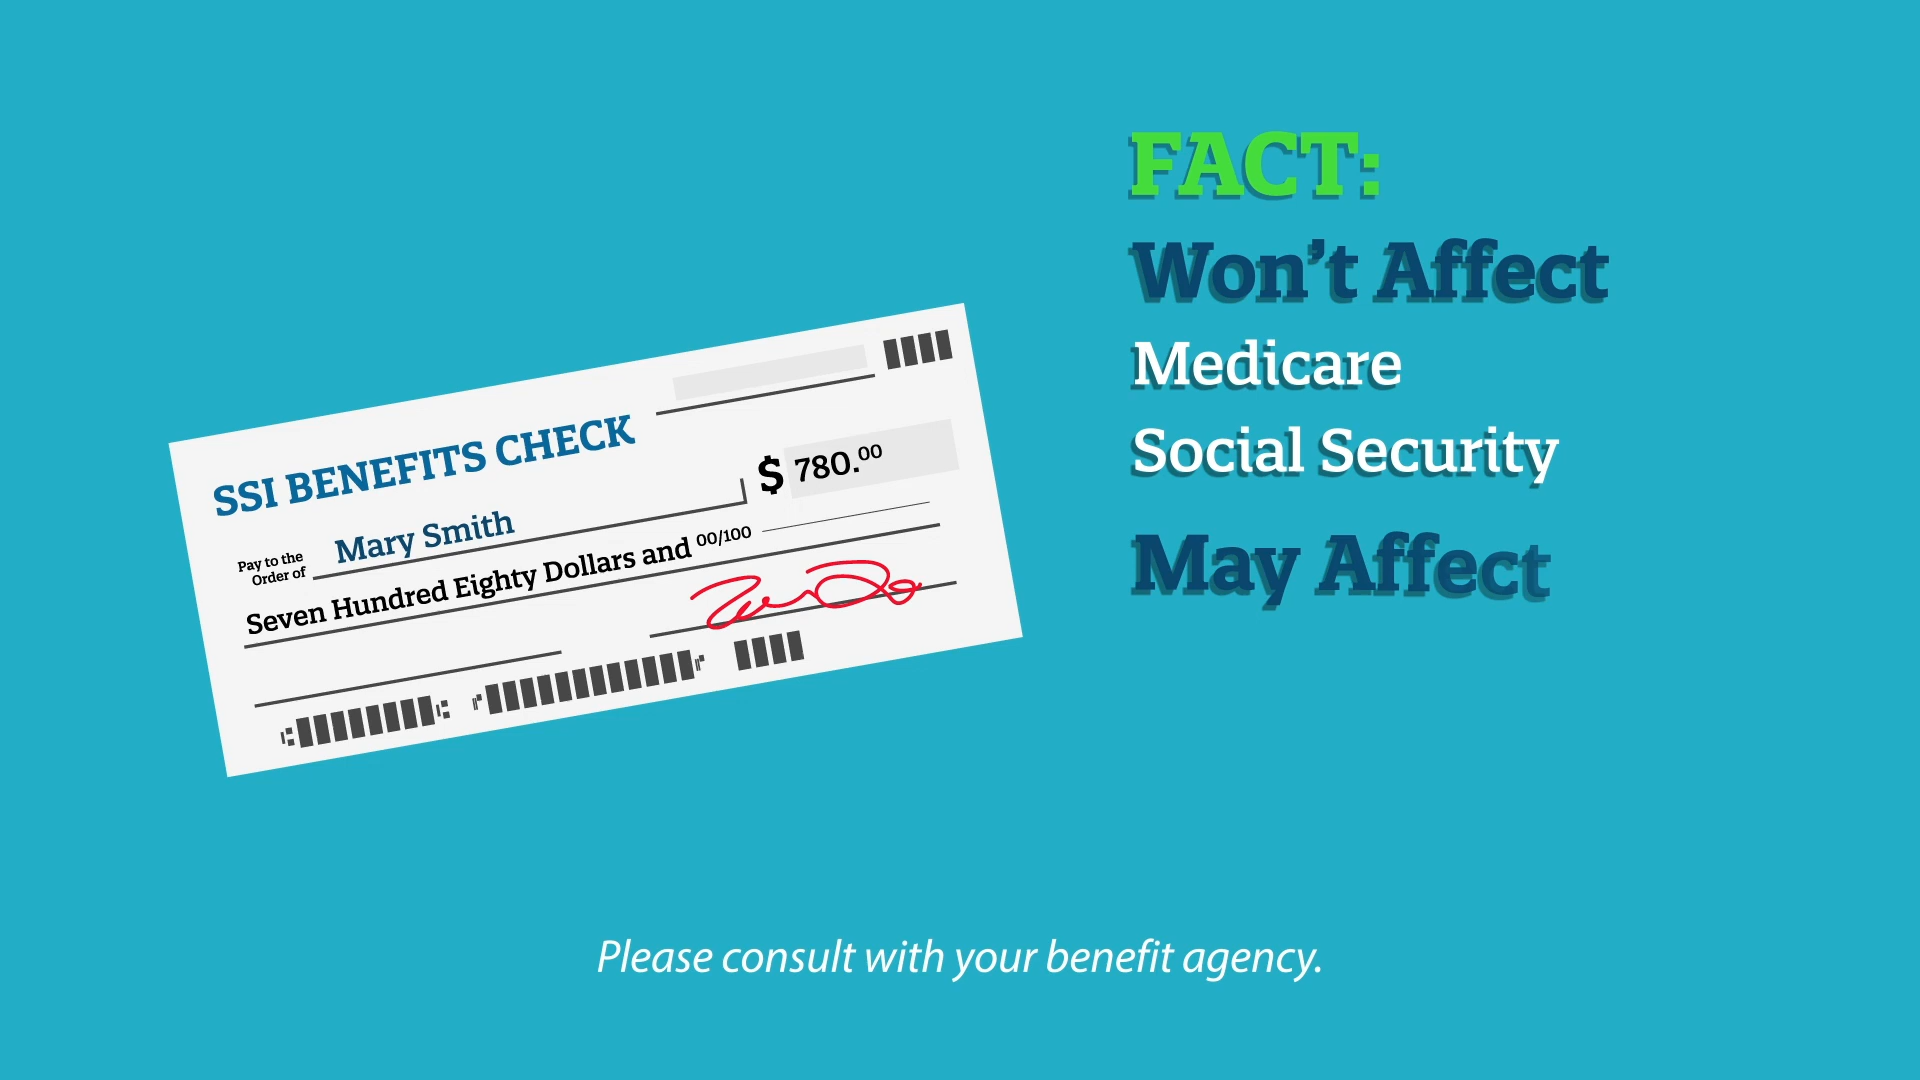 FACT:
Won't Affect
Medicare
Social Security
May Affect
SSI BENEFITS CHECK
$ 780.00
Pay to the
Order of
Mary Smith
Seven Hundred Eighty Dollars and 00/100
Please consult with your benefit agency.